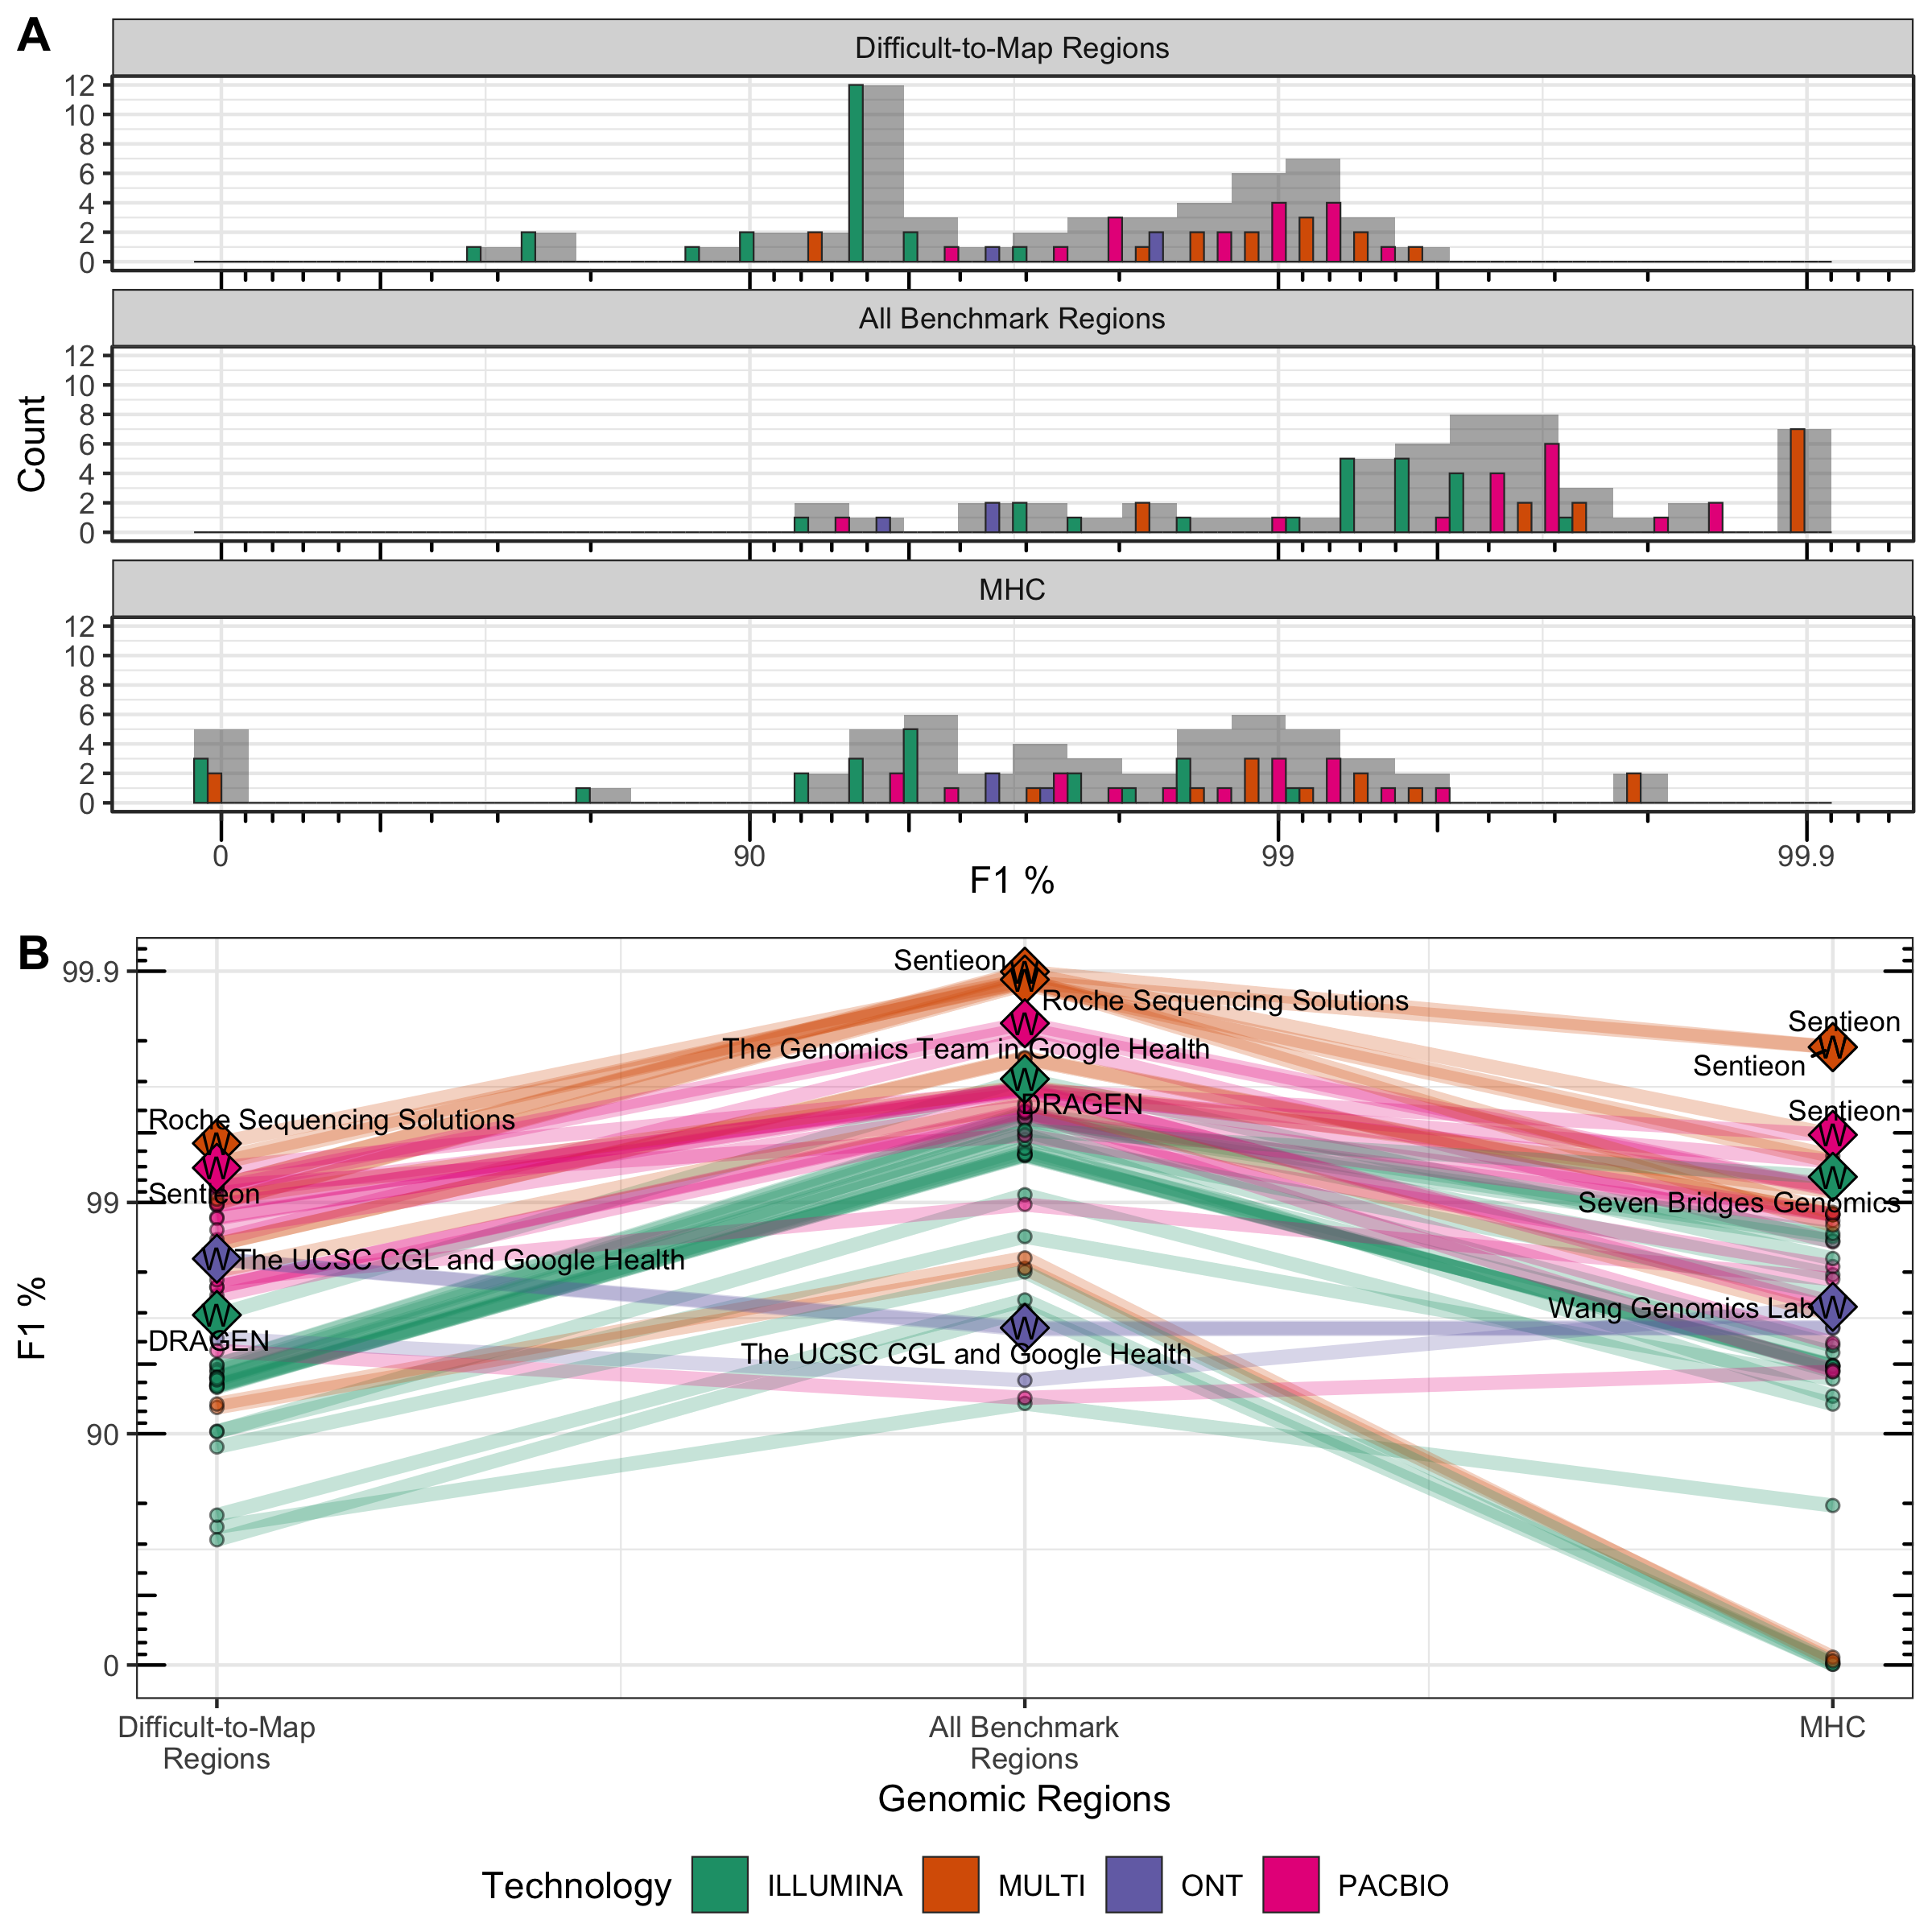 A
Difficult-to-Map Regions
12
10
8
6
4
2
0
All Benchmark Regions
12
10
8
6
4
2
0
Count
MHC
12
10
8
6
4
2
0
0 90 99 99.9
F1 %
B
99.9
99
90
0
F1 %
Sentieon
W
W
Roche Sequencing Solutions
W
The Genomics Team in Google Health
W
DRAGEN
W
The UCSC CGL and Google Health
Roche Sequencing Solutions
W
W
Sentieon
W
The UCSC CGL and Google Health
W
DRAGEN
Sentieon
W
Sentieon
Sentieon
W
W
Seven Bridges Genomics
Wang Genomics Lab
W
Difficult-to-Map
Regions
All Benchmark
Regions
MHC
Genomic Regions
Technology ILLUMINA MULTI ONT PACBIO